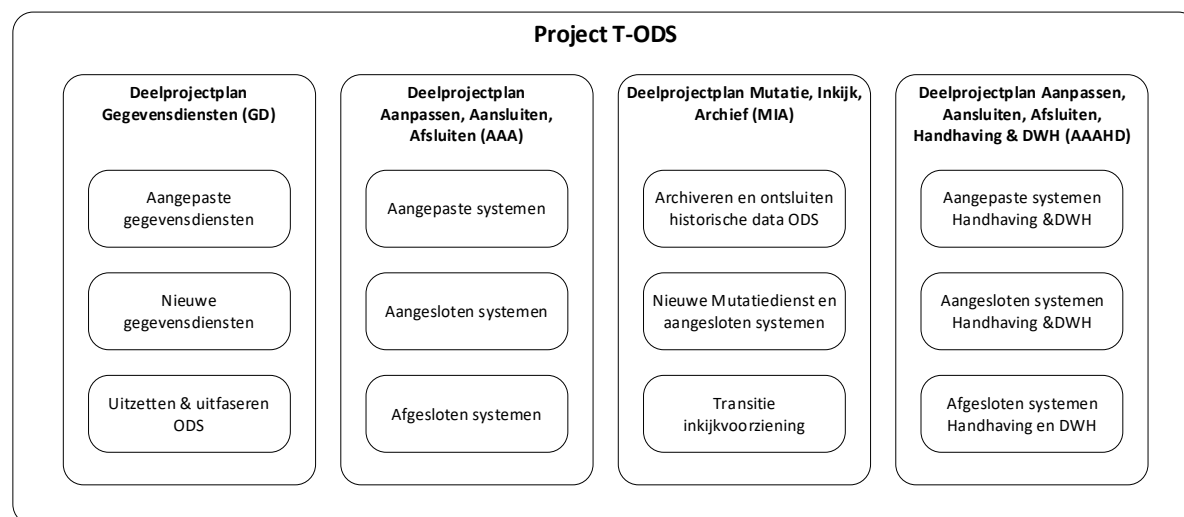 Project T-ODS
Deelprojectplan
Gegevensdiensten (GD)
Aangepaste
gegevensdiensten
Nieuwe
gegevensdiensten
Uitzetten & uitfaseren
ODS
Deelprojectplan
Aanpassen, Aansluiten,
Afsluiten (AAA)
Aangepaste systemen
Aangesloten systemen
Afgesloten systemen
Deelprojectplan Mutatie, Inkijk,
Archief (MIA)
Archiveren en ontsluiten
historische data ODS
Nieuwe Mutatiedienst en
aangesloten systemen
Transitie
inkijkvoorziening
Deelprojectplan Aanpassen,
Aansluiten, Afsluiten,
Handhaving & DWH (AAAHD)
Aangepaste systemen
Handhaving &DWH
Aangesloten systemen
Handhaving &DWH
Afgesloten systemen
Handhaving en DWH